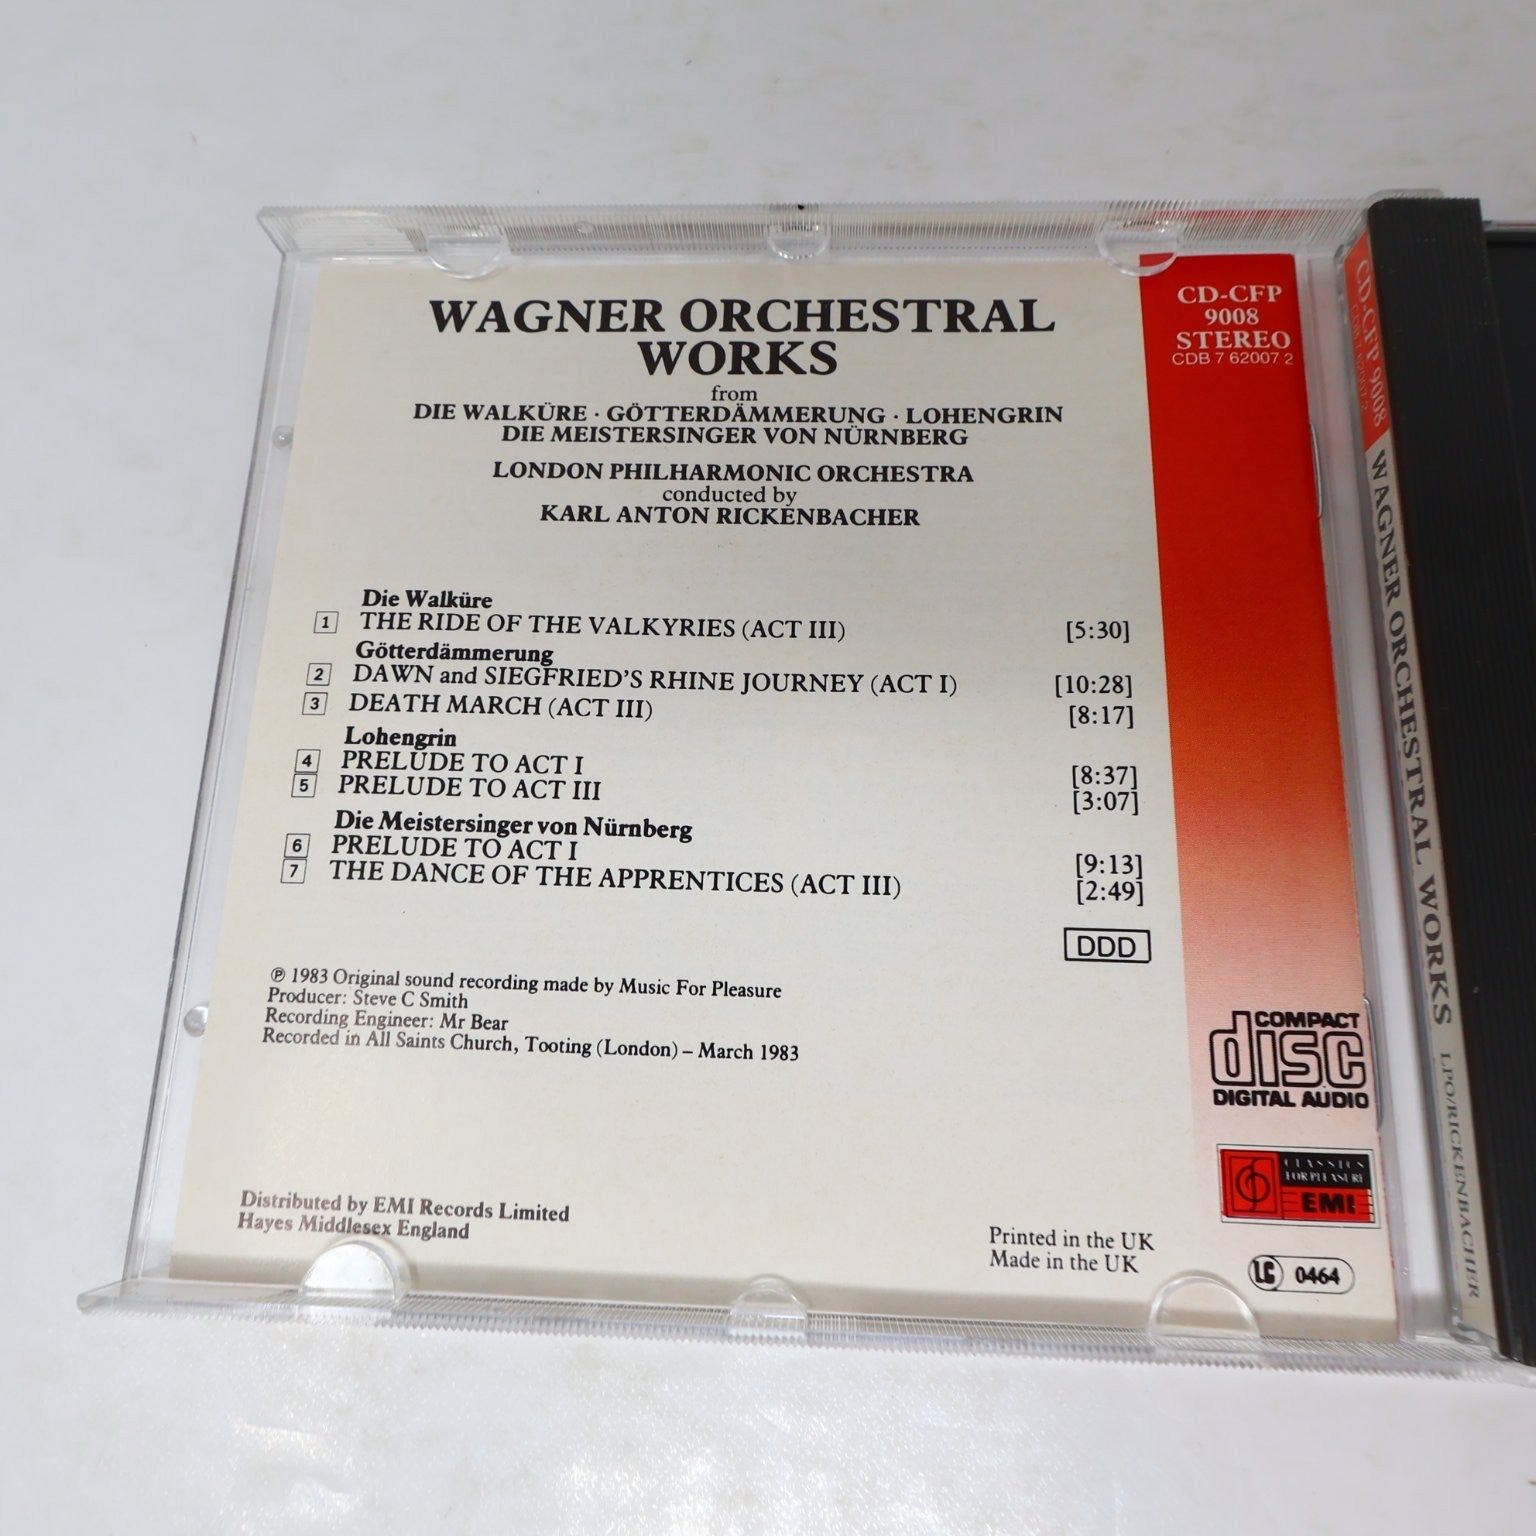 WAGNER ORCHESTRAL
WORKS
from
DIE WALKÜRE · GÖTTERDÄMMERUNG · LOHENGRIN
DIE MEISTERSINGER VON NÜRNBERG
LONDON PHILHARMONIC ORCHESTRA
conducted by
KARL ANTON RICKENBACHER
Die Walküre
1 THE RIDE OF THE VALKYRIES (ACT III) [5:30]
Götterdämmerung
2 DAWN and SIEGFRIED'S RHINE JOURNEY (ACT I) [10:28]
3 DEATH MARCH (ACT III) [8:17]
Lohengrin
4 PRELUDE TO ACT I [8:37]
5 PRELUDE TO ACT III [3:07]
Die Meistersinger von Nürnberg
6 PRELUDE TO ACT I [9:13]
7 THE DANCE OF THE APPRENTICES (ACT III) [2:49]
DDD
℗ 1983 Original sound recording made by Music For Pleasure
Producer: Steve C Smith
Recording Engineer: Mr Bear
Recorded in All Saints Church, Tooting (London) – March 1983
Distributed by EMI Records Limited
Hayes Middlesex England
Printed in the UK
Made in the UK
CD-CFP
9008
STEREO
CDB 7 62007 2
COMPACT
disc
DIGITAL AUDIO
CLASSICS
FOR PLEASURE
EMI
LC 0464
CD-CFP 9008
CDB 7 62007 2
WAGNER ORCHESTRAL WORKS
LPO/RICKENBACHER